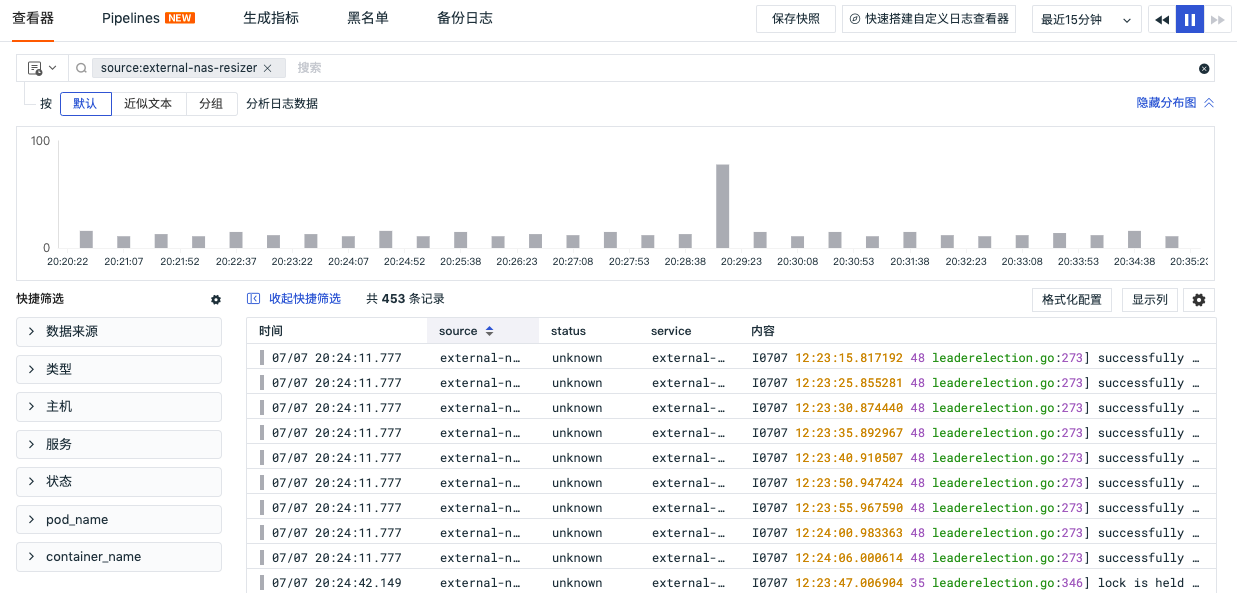 查看器 Pipelines NEW 生成指标 黑名单 备份日志 保存快照 快速搭建自定义日志查看器 最近15分钟
source:external-nas-resizer 搜索
按 默认 近似文本 分组 分析日志数据 隐藏分布图
100
0
20:20:22 20:21:07 20:21:52 20:22:37 20:23:22 20:24:07 20:24:52 20:25:38 20:26:23 20:27:08 20:27:53 20:28:38 20:29:23 20:30:08 20:30:53 20:31:38 20:32:23 20:33:08 20:33:53 20:34:38 20:35:23
快捷筛选 收起快捷筛选 共 453 条记录 格式化配置 显示列
数据来源
类型
主机
服务
状态
pod_name
container_name
时间 source status service 内容
07/07 20:24:11.777 external-n… unknown external-… I0707 12:23:15.817192 48 leaderelection.go:273] successfully …
07/07 20:24:11.777 external-n… unknown external-… I0707 12:23:25.855281 48 leaderelection.go:273] successfully …
07/07 20:24:11.777 external-n… unknown external-… I0707 12:23:30.874440 48 leaderelection.go:273] successfully …
07/07 20:24:11.777 external-n… unknown external-… I0707 12:23:35.892967 48 leaderelection.go:273] successfully …
07/07 20:24:11.777 external-n… unknown external-… I0707 12:23:40.910507 48 leaderelection.go:273] successfully …
07/07 20:24:11.777 external-n… unknown external-… I0707 12:23:50.947424 48 leaderelection.go:273] successfully …
07/07 20:24:11.777 external-n… unknown external-… I0707 12:23:55.967590 48 leaderelection.go:273] successfully …
07/07 20:24:11.777 external-n… unknown external-… I0707 12:24:00.983363 48 leaderelection.go:273] successfully …
07/07 20:24:11.777 external-n… unknown external-… I0707 12:24:06.000614 48 leaderelection.go:273] successfully …
07/07 20:24:42.149 external-n… unknown external-… I0707 12:23:47.006904 35 leaderelection.go:346] lock is held …